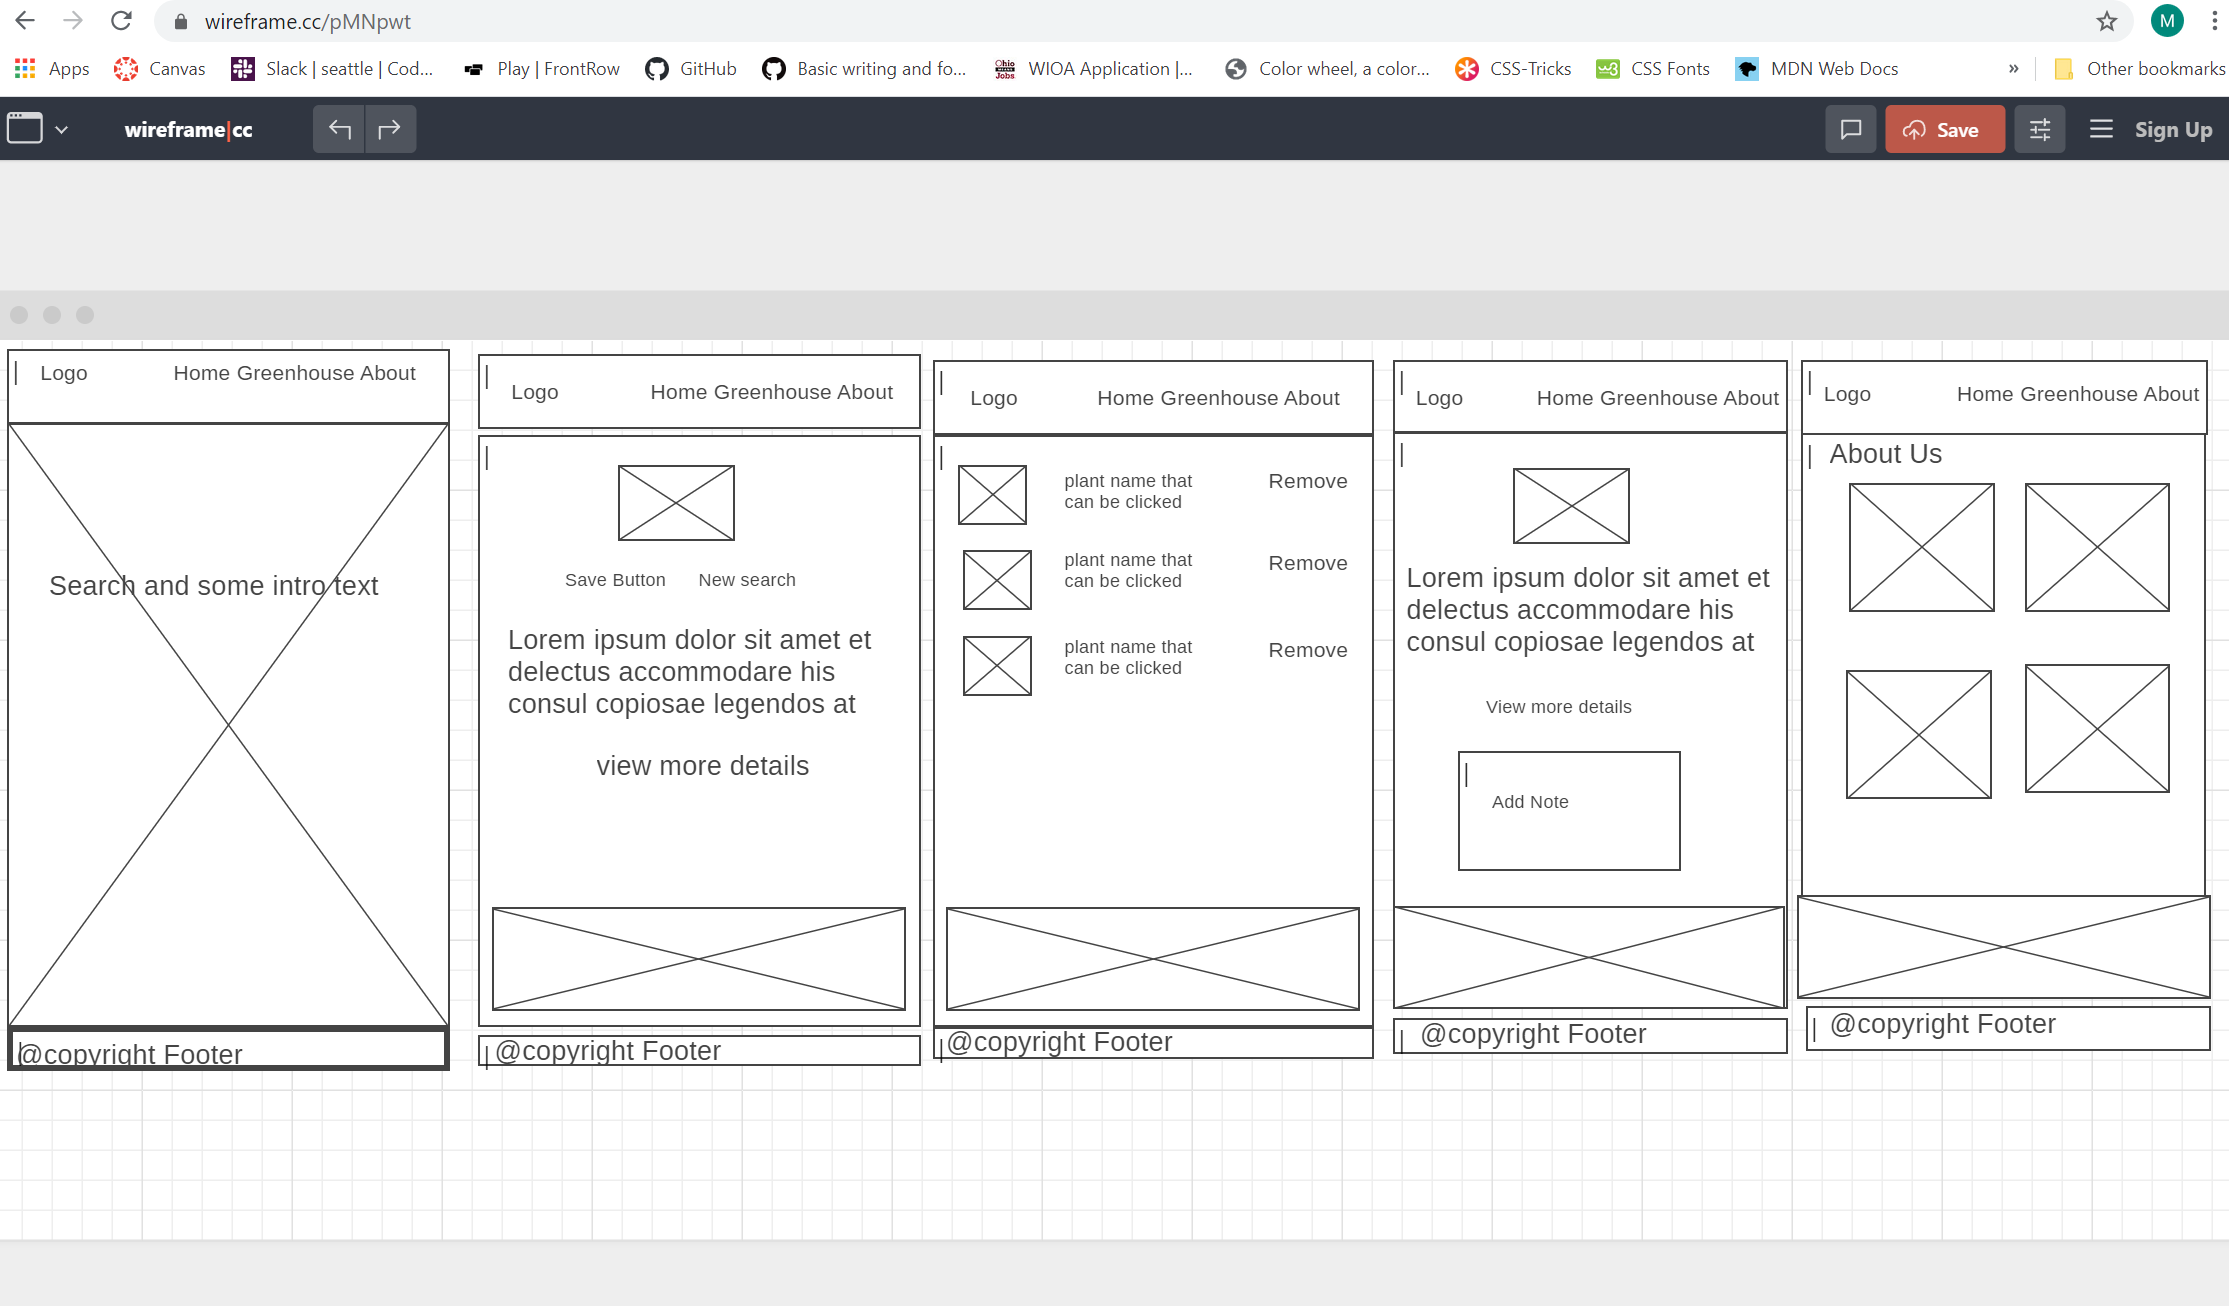 wireframe.cc/pMNpwt
M
Apps
Canvas
Slack | seattle | Cod...
Play | FrontRow
GitHub
Basic writing and fo...
Ohio
Jobs
WIOA Application |...
Color wheel, a color...
CSS-Tricks
W3
CSS Fonts
MDN Web Docs
»
Other bookmarks
wireframe|cc
Save
Sign Up
Logo
Home Greenhouse About
Search and some intro text
@copyright Footer
Logo
Home Greenhouse About
Save Button
New search
Lorem ipsum dolor sit amet et
delectus accommodare his
consul copiosae legendos at
view more details
@copyright Footer
Logo
Home Greenhouse About
plant name that
can be clicked
Remove
plant name that
can be clicked
Remove
plant name that
can be clicked
Remove
@copyright Footer
Logo
Home Greenhouse About
Lorem ipsum dolor sit amet et
delectus accommodare his
consul copiosae legendos at
View more details
Add Note
@copyright Footer
Logo
Home Greenhouse About
About Us
@copyright Footer